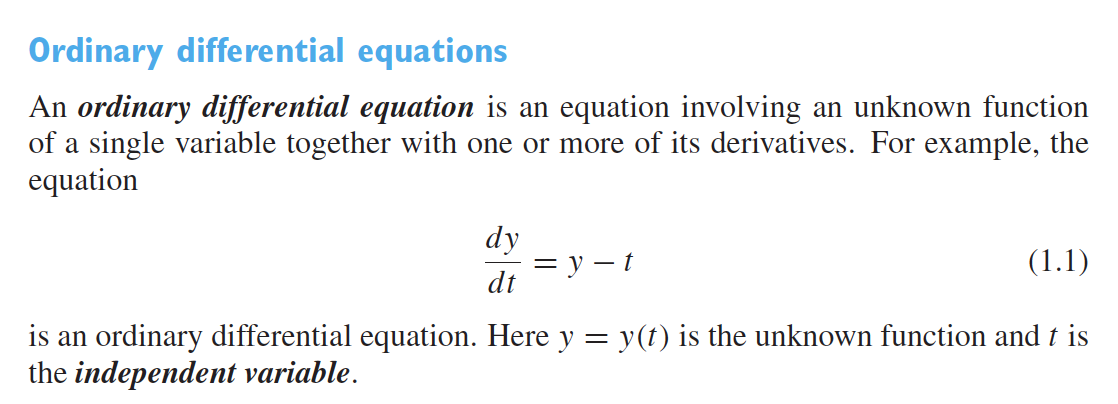 Ordinary differential equations
An ordinary differential equation is an equation involving an unknown function
of a single variable together with one or more of its derivatives. For example, the
equation
dy/dt = y − t (1.1)
is an ordinary differential equation. Here y = y(t) is the unknown function and t is
the independent variable.